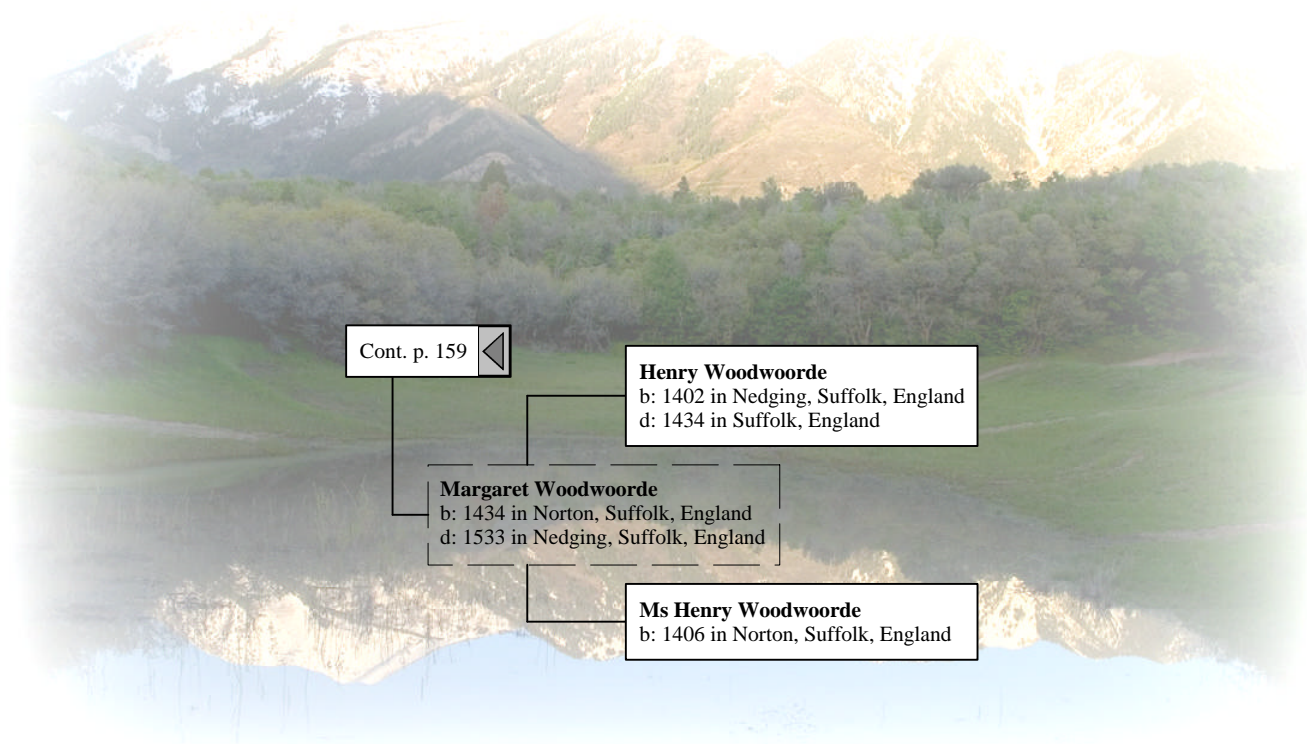 Cont. p. 159
Henry Woodwoorde
b: 1402 in Nedging, Suffolk, England
d: 1434 in Suffolk, England
Margaret Woodwoorde
b: 1434 in Norton, Suffolk, England
d: 1533 in Nedging, Suffolk, England
Ms Henry Woodwoorde
b: 1406 in Norton, Suffolk, England